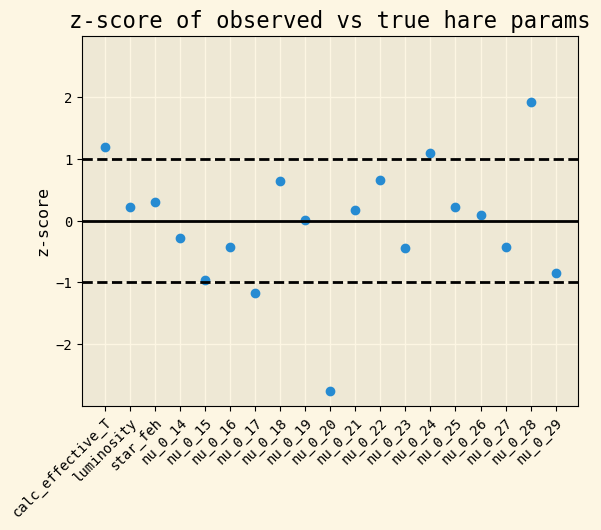 z-score of observed vs true hare params
z-score
2
1
0
−1
−2
calc_effective_T
luminosity
star_feh
nu_0_14
nu_0_15
nu_0_16
nu_0_17
nu_0_18
nu_0_19
nu_0_20
nu_0_21
nu_0_22
nu_0_23
nu_0_24
nu_0_25
nu_0_26
nu_0_27
nu_0_28
nu_0_29